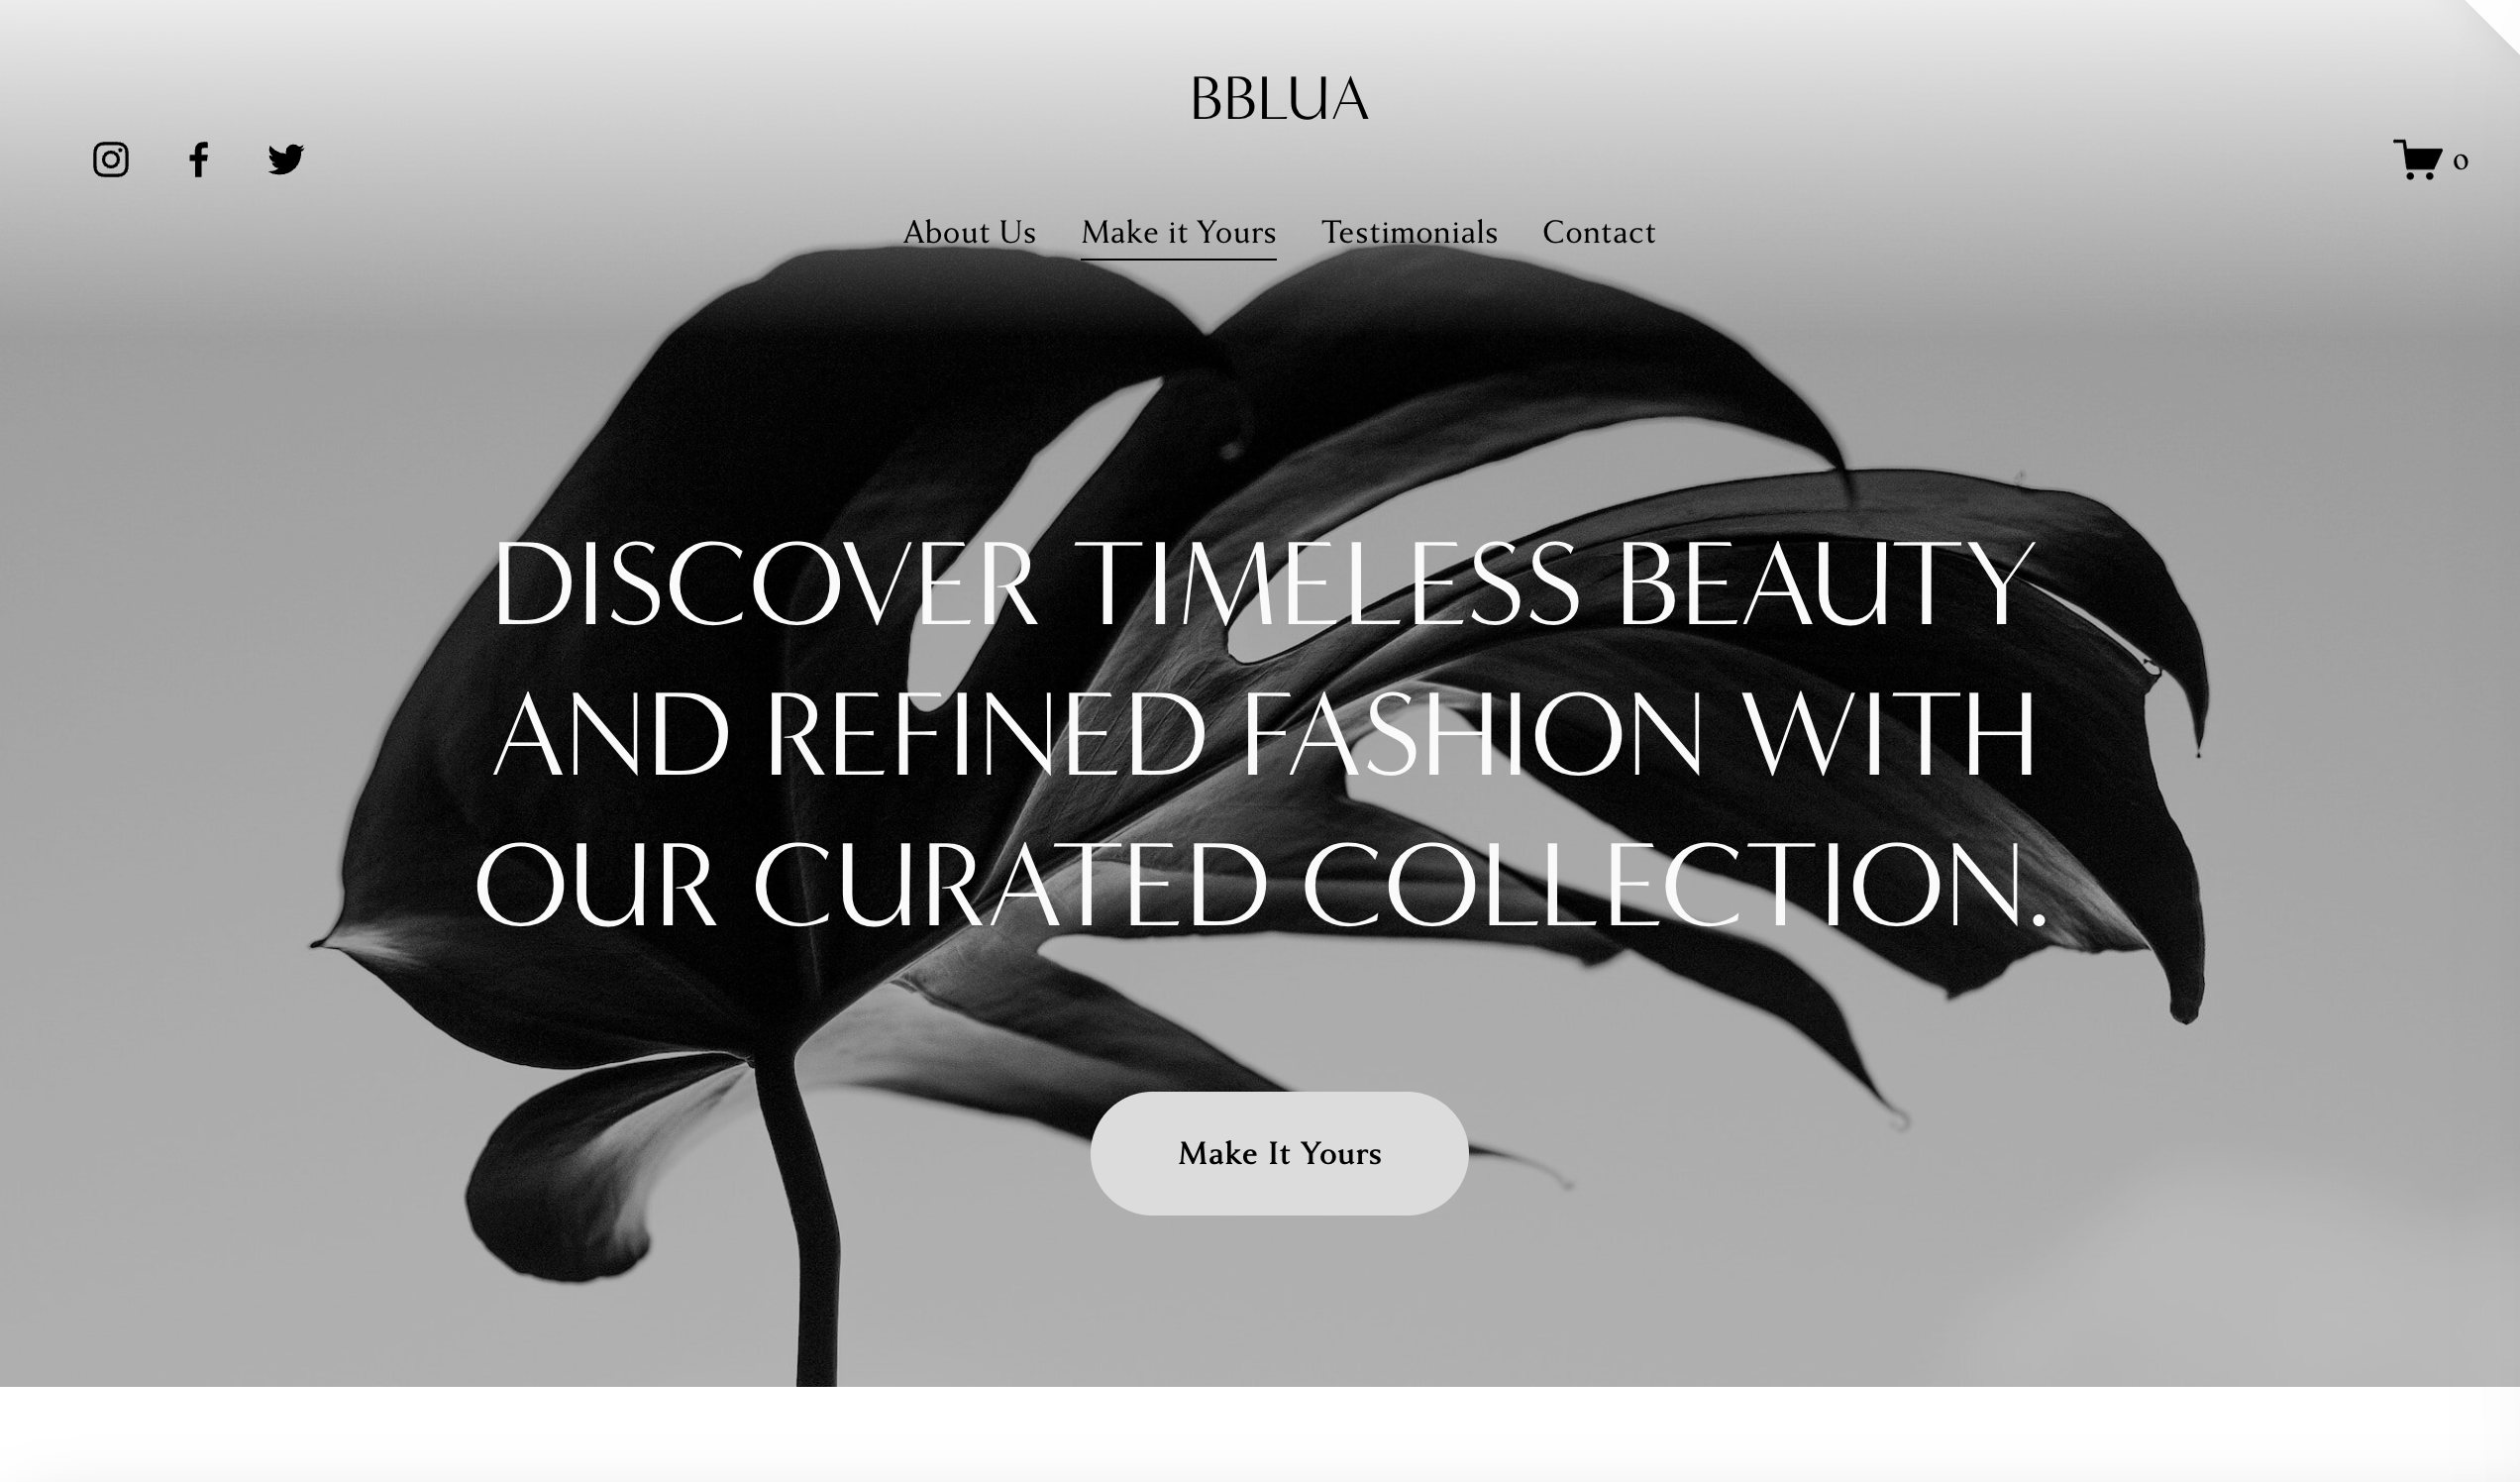 BBLUA
0
About Us Make it Yours Testimonials Contact
DISCOVER TIMELESS BEAUTY
AND REFINED FASHION WITH
OUR CURATED COLLECTION.
Make It Yours